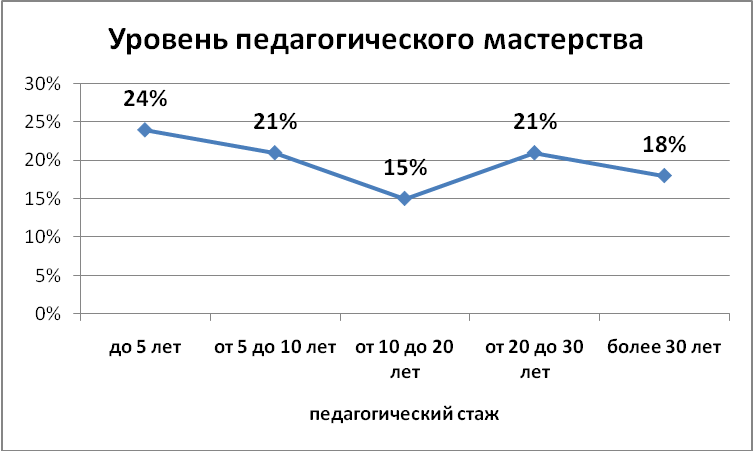 Уровень педагогического мастерства
30%
25%
20%
15%
10%
5%
0%
24%
21%
15%
21%
18%
до 5 лет
от 5 до 10 лет
от 10 до 20
лет
от 20 до 30
лет
более 30 лет
педагогический стаж